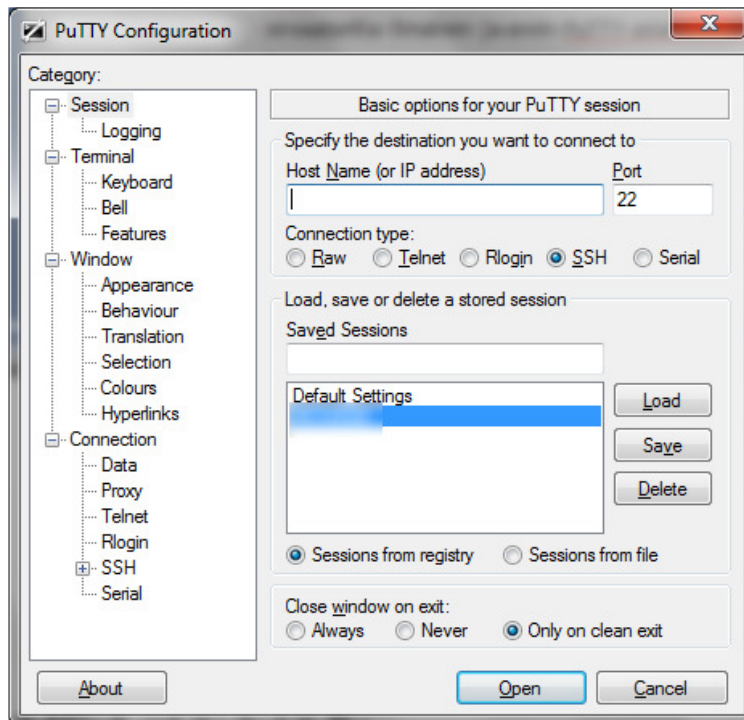 PuTTY Configuration
Category:
Session
Logging
Terminal
Keyboard
Bell
Features
Window
Appearance
Behaviour
Translation
Selection
Colours
Hyperlinks
Connection
Data
Proxy
Telnet
Rlogin
SSH
Serial
Basic options for your PuTTY session
Specify the destination you want to connect to
Host Name (or IP address) Port
22
Connection type:
Raw Telnet Rlogin SSH Serial
Load, save or delete a stored session
Saved Sessions
Default Settings
Load
Save
Delete
Sessions from registry Sessions from file
Close window on exit:
Always Never Only on clean exit
About Open Cancel